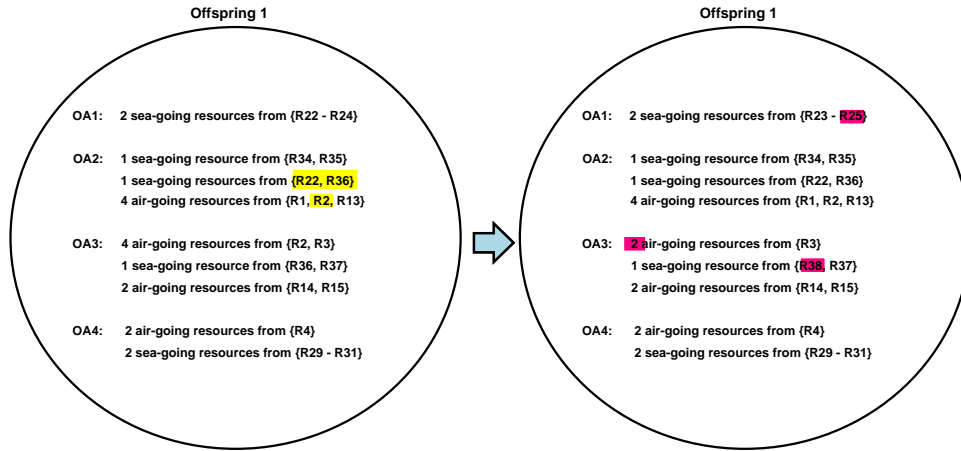 Offspring 1
OA1: 2 sea-going resources from {R22 - R24}
OA2: 1 sea-going resource from {R34, R35}
1 sea-going resources from {R22, R36}
4 air-going resources from {R1, R2, R13}
OA3: 4 air-going resources from {R2, R3}
1 sea-going resource from {R36, R37}
2 air-going resources from {R14, R15}
OA4: 2 air-going resources from {R4}
2 sea-going resources from {R29 - R31}
Offspring 1
OA1: 2 sea-going resources from {R23 - R25}
OA2: 1 sea-going resource from {R34, R35}
1 sea-going resources from {R22, R36}
4 air-going resources from {R1, R2, R13}
OA3: 2 air-going resources from {R3}
1 sea-going resource from {R38, R37}
2 air-going resources from {R14, R15}
OA4: 2 air-going resources from {R4}
2 sea-going resources from {R29 - R31}